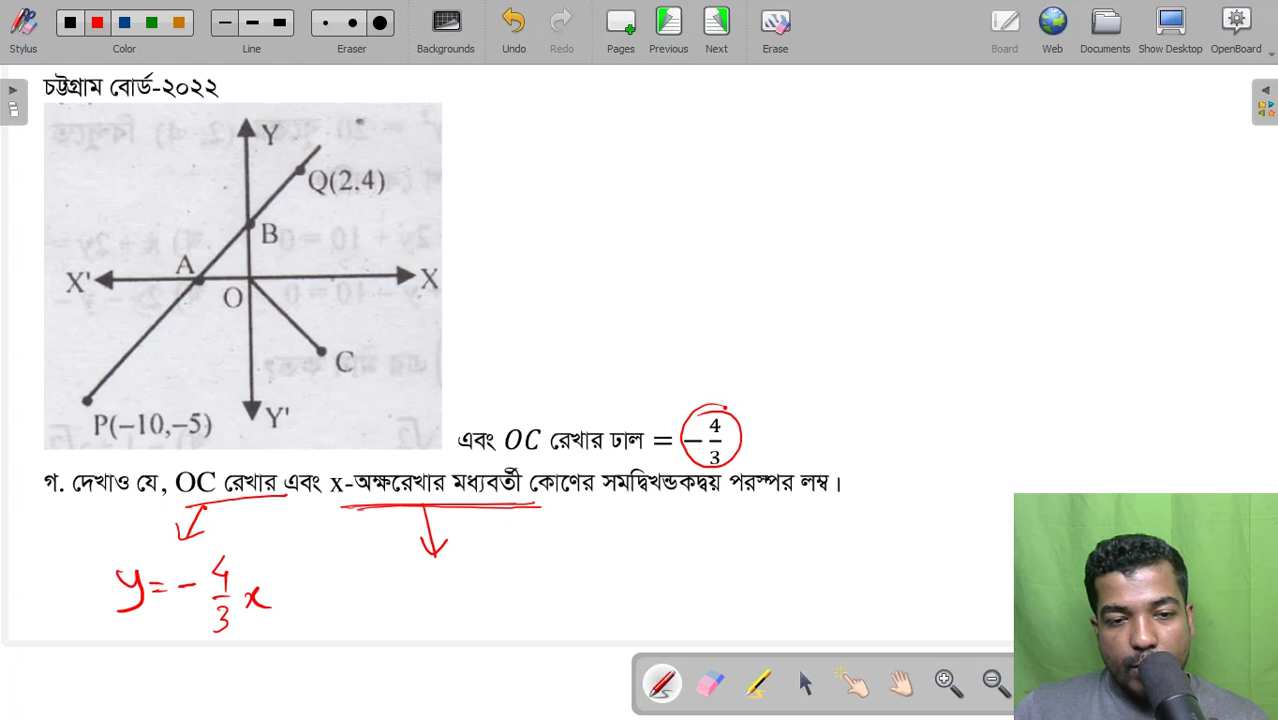 Stylus Color Line Eraser Backgrounds Undo Redo Pages Previous Next Erase Board Web Documents Show Desktop OpenBoard
চট্টগ্রাম বোর্ড-২০২২
Y
Q(2,4)
B
A
X'
X
O
C
P(−10,−5)
Y'
এবং OC রেখার ঢাল = −4/3
গ. দেখাও যে, OC রেখার এবং x-অক্ষরেখার মধ্যবর্তী কোণের সমদ্বিখন্ডকদ্বয় পরস্পর লম্ব।
y = − 4/3 x